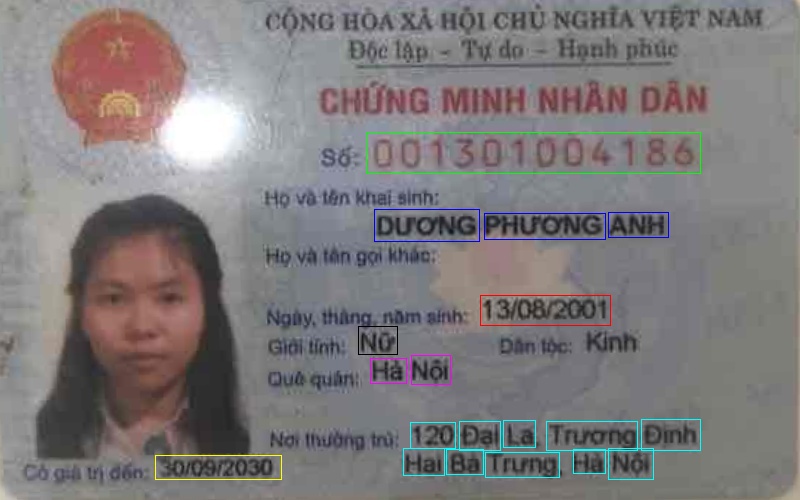 CỘNG HÒA XÃ HỘI CHỦ NGHĨA VIỆT NAM
Độc lập - Tự do - Hạnh phúc
CHỨNG MINH NHÂN DÂN
Số: 001301004186
Họ và tên khai sinh:
DƯƠNG PHƯƠNG ANH
Họ và tên gọi khác:
Ngày, tháng, năm sinh: 13/08/2001
Giới tính: Nữ Dân tộc: Kinh
Quê quán: Hà Nội
Nơi thường trú: 120 Đại La, Trương Định
Hai Bà Trưng, Hà Nội
Có giá trị đến: 30/09/2030